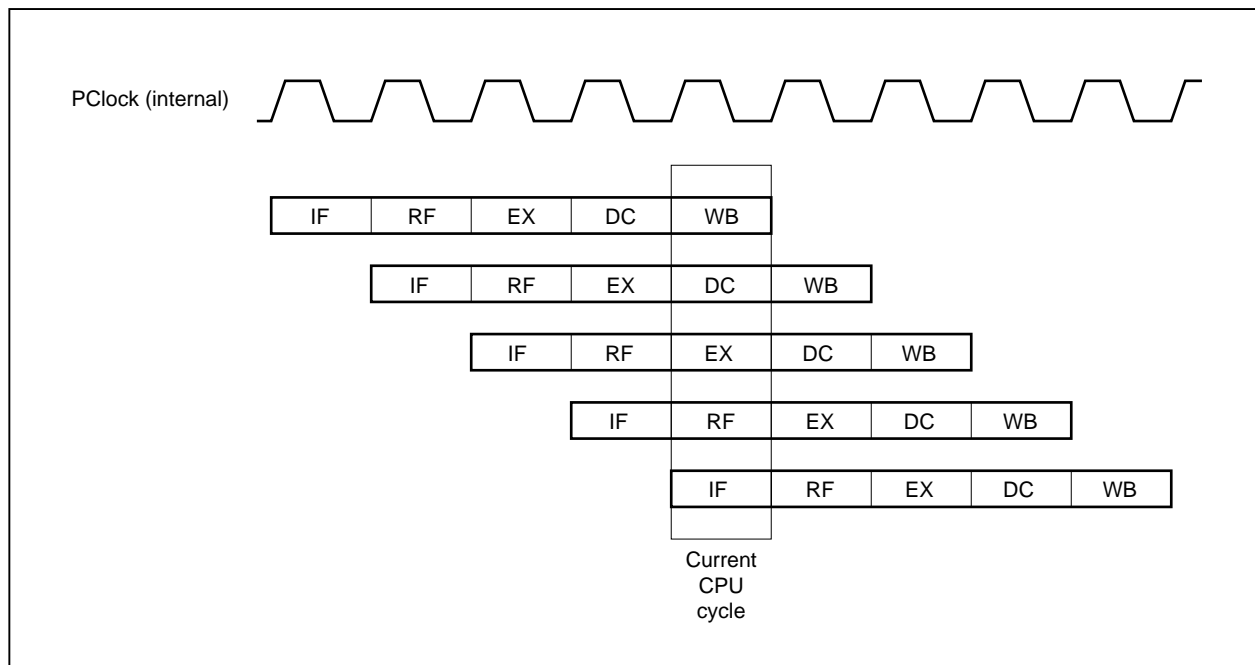 PClock (internal)
IF RF EX DC WB
IF RF EX DC WB
IF RF EX DC WB
IF RF EX DC WB
IF RF EX DC WB
Current
CPU
cycle